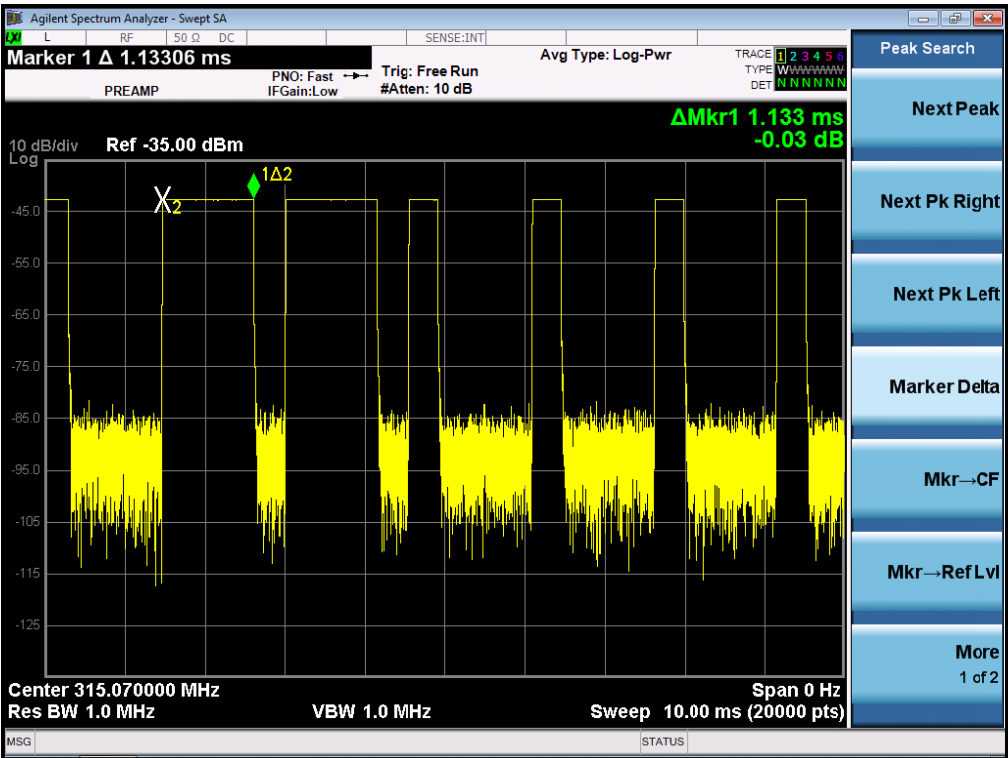 Agilent Spectrum Analyzer - Swept SA
LXI L RF 50 Ω DC SENSE:INT
Marker 1 Δ 1.13306 ms
PREAMP
PNO: Fast
IFGain:Low
Trig: Free Run
#Atten: 10 dB
Avg Type: Log-Pwr
TRACE 1 2 3 4 5 6
TYPE WWWWWW
DET N N N N N N
ΔMkr1 1.133 ms
-0.03 dB
10 dB/div Ref -35.00 dBm
Log
1Δ2
2
-45.0
-55.0
-65.0
-75.0
-85.0
-95.0
-105
-115
-125
Center 315.070000 MHz
Span 0 Hz
Res BW 1.0 MHz
VBW 1.0 MHz
Sweep 10.00 ms (20000 pts)
MSG
STATUS
Peak Search
Next Peak
Next Pk Right
Next Pk Left
Marker Delta
Mkr→CF
Mkr→Ref Lvl
More
1 of 2